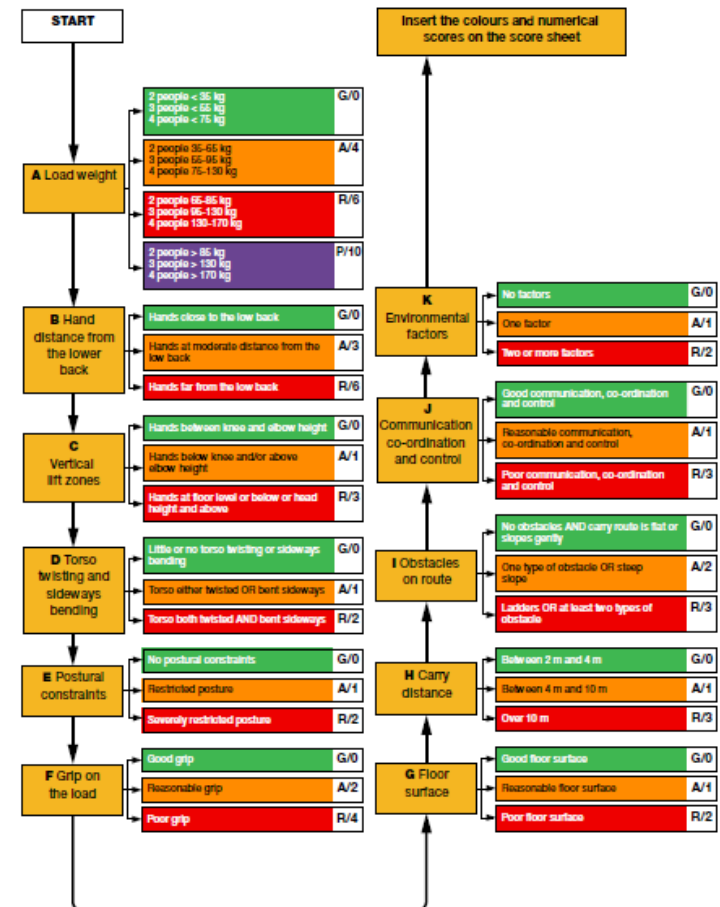 START
A Load weight
2 people < 35 kg
3 people < 55 kg
4 people < 75 kg
G/0
2 people 35-65 kg
3 people 55-95 kg
4 people 75-130 kg
A/4
2 people 65-85 kg
3 people 95-130 kg
4 people 130-170 kg
R/6
2 people > 85 kg
3 people > 130 kg
4 people > 170 kg
P/10
B Hand
distance from
the lower
back
Hands close to the low back
G/0
Hands at moderate distance from the
low back
A/3
Hands far from the low back
R/6
C
Vertical
lift zones
Hands between knee and elbow height
G/0
Hands below knee and/or above
elbow height
A/1
Hands at floor level or below or head
height and above
R/3
D Torso
twisting and
sideways
bending
Little or no torso twisting or sideways
bending
G/0
Torso either twisted OR bent sideways
A/1
Torso both twisted AND bent sideways
R/2
E Postural
constraints
No postural constraints
G/0
Restricted posture
A/1
Severely restricted posture
R/2
F Grip on
the load
Good grip
G/0
Reasonable grip
A/2
Poor grip
R/4
G Floor
surface
Good floor surface
G/0
Reasonable floor surface
A/1
Poor floor surface
R/2
H Carry
distance
Between 2 m and 4 m
G/0
Between 4 m and 10 m
A/1
Over 10 m
R/3
I Obstacles
on route
No obstacles AND carry route is flat or
slopes gently
G/0
One type of obstacle OR steep
slope
A/2
Ladders OR at least two types of
obstacle
R/3
J
Communication
co-ordination
and control
Good communication, co-ordination
and control
G/0
Reasonable communication,
co-ordination and control
A/1
Poor communication, co-ordination
and control
R/3
K
Environmental
factors
No factors
G/0
One factor
A/1
Two or more factors
R/2
Insert the colours and numerical
scores on the score sheet